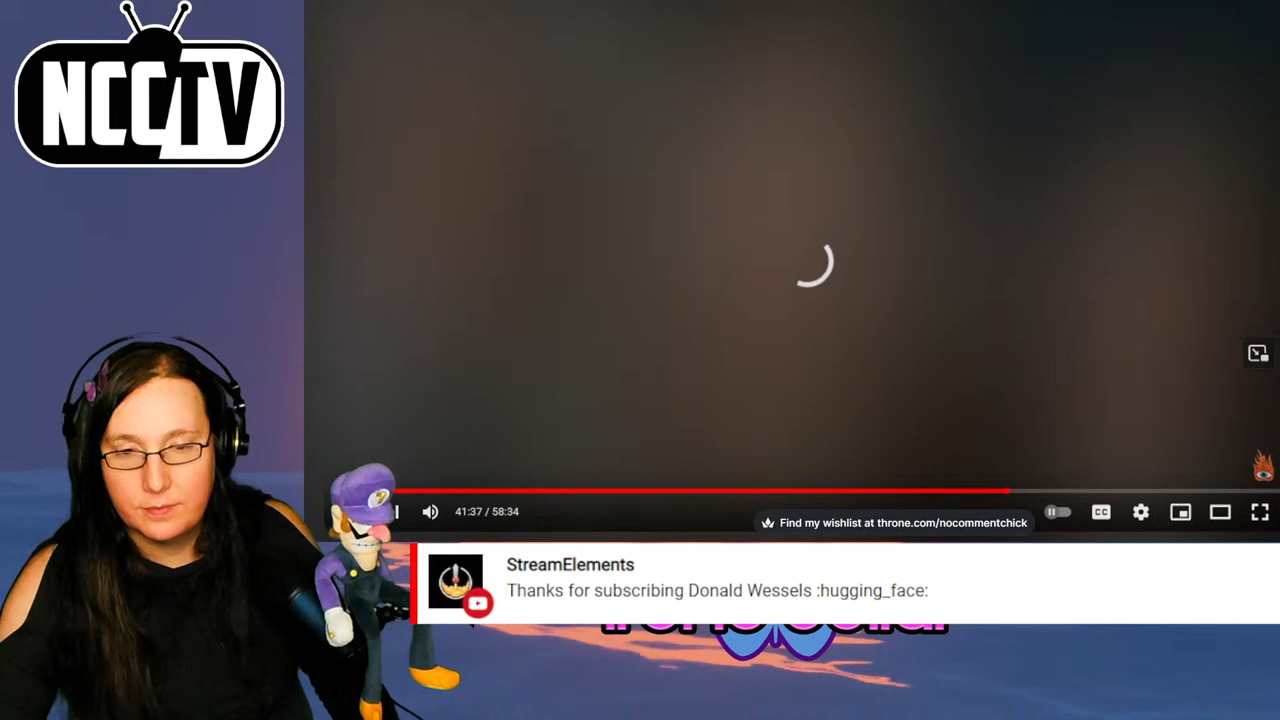 NCCTV
41:37 / 58:34
CC
Find my wishlist at throne.com/nocommentchick
StreamElements
Thanks for subscribing Donald Wessels :hugging_face: